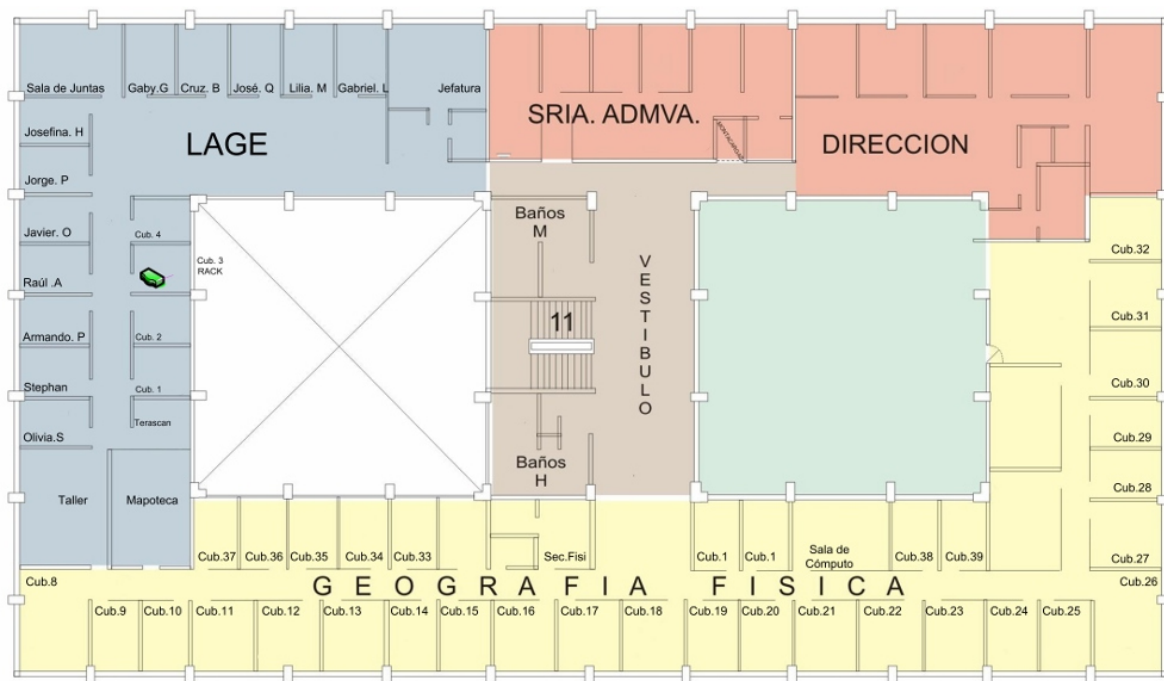 Sala de Juntas
Gaby.G
Cruz. B
José. Q
Lilia. M
Gabriel. L
Jefatura
SRIA. ADMVA.
DIRECCION
LAGE
Josefina. H
Jorge. P
Javier. O
Raúl .A
Armando. P
Stephan
Olivia.S
Cub. 4
Cub. 3
RACK
Cub. 2
Cub. 1
Terascan
Taller
Mapoteca
Baños
M
11
Baños
H
VESTIBULO
Cub.32
Cub.31
Cub.30
Cub.29
Cub.28
Cub.27
Cub.26
Cub.37
Cub.36
Cub.35
Cub.34
Cub.33
Sec.Fisi
Cub.1
Cub.1
Sala de
Cómputo
Cub.38
Cub.39
GEOGRAFIA FISICA
Cub.8
Cub.9
Cub.10
Cub.11
Cub.12
Cub.13
Cub.14
Cub.15
Cub.16
Cub.17
Cub.18
Cub.19
Cub.20
Cub.21
Cub.22
Cub.23
Cub.24
Cub.25